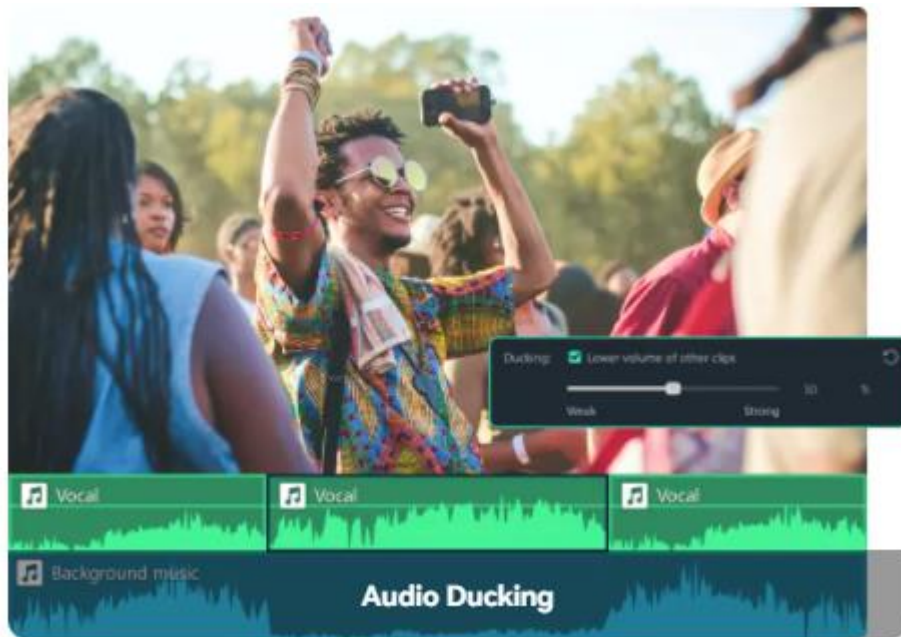 Ducking: Lower volume of other clips
50 %
Weak Strong
Vocal Vocal Vocal
Background music
Audio Ducking